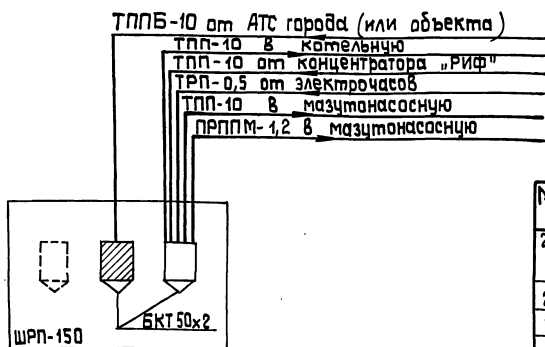 ТППБ-10 от АТС города (или объекта)
ТПП-10 в котельную
ТПП-10 от концентратора „РИФ"
ТРП-0,5 от электрочасов
ТПП-10 в мазутонасосную
ПРППМ-1,2 в мазутонасосную
БКТ 50х2
ШРП-150